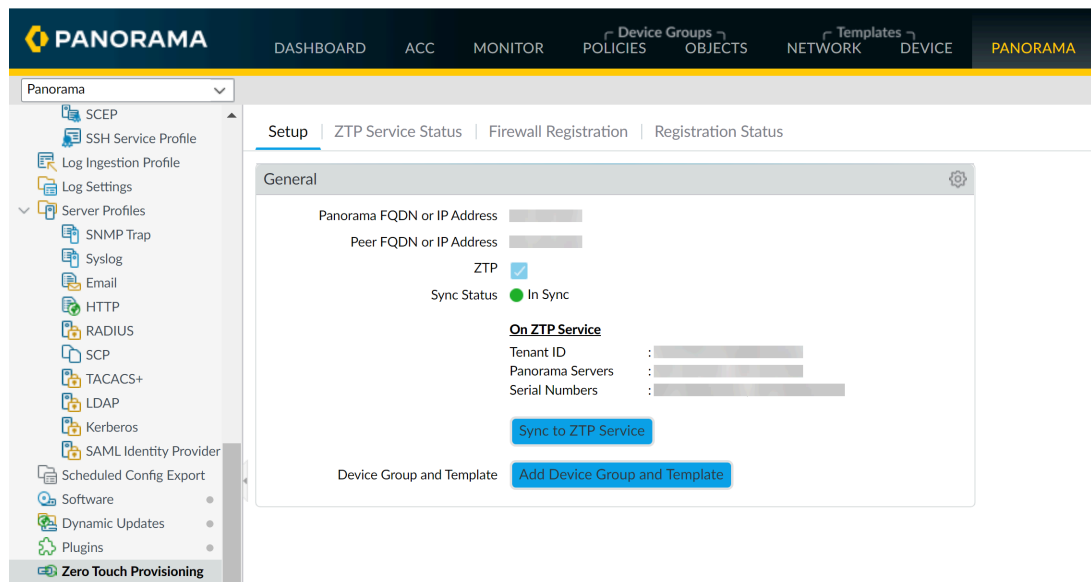 PANORAMA
DASHBOARD ACC MONITOR Device Groups POLICIES OBJECTS Templates NETWORK DEVICE PANORAMA
Panorama
SCEP
SSH Service Profile
Log Ingestion Profile
Log Settings
Server Profiles
SNMP Trap
Syslog
Email
HTTP
RADIUS
SCP
TACACS+
LDAP
Kerberos
SAML Identity Provider
Scheduled Config Export
Software
Dynamic Updates
Plugins
Zero Touch Provisioning
Setup ZTP Service Status Firewall Registration Registration Status
General
Panorama FQDN or IP Address
Peer FQDN or IP Address
ZTP
Sync Status In Sync
On ZTP Service
Tenant ID :
Panorama Servers :
Serial Numbers :
Sync to ZTP Service
Device Group and Template Add Device Group and Template